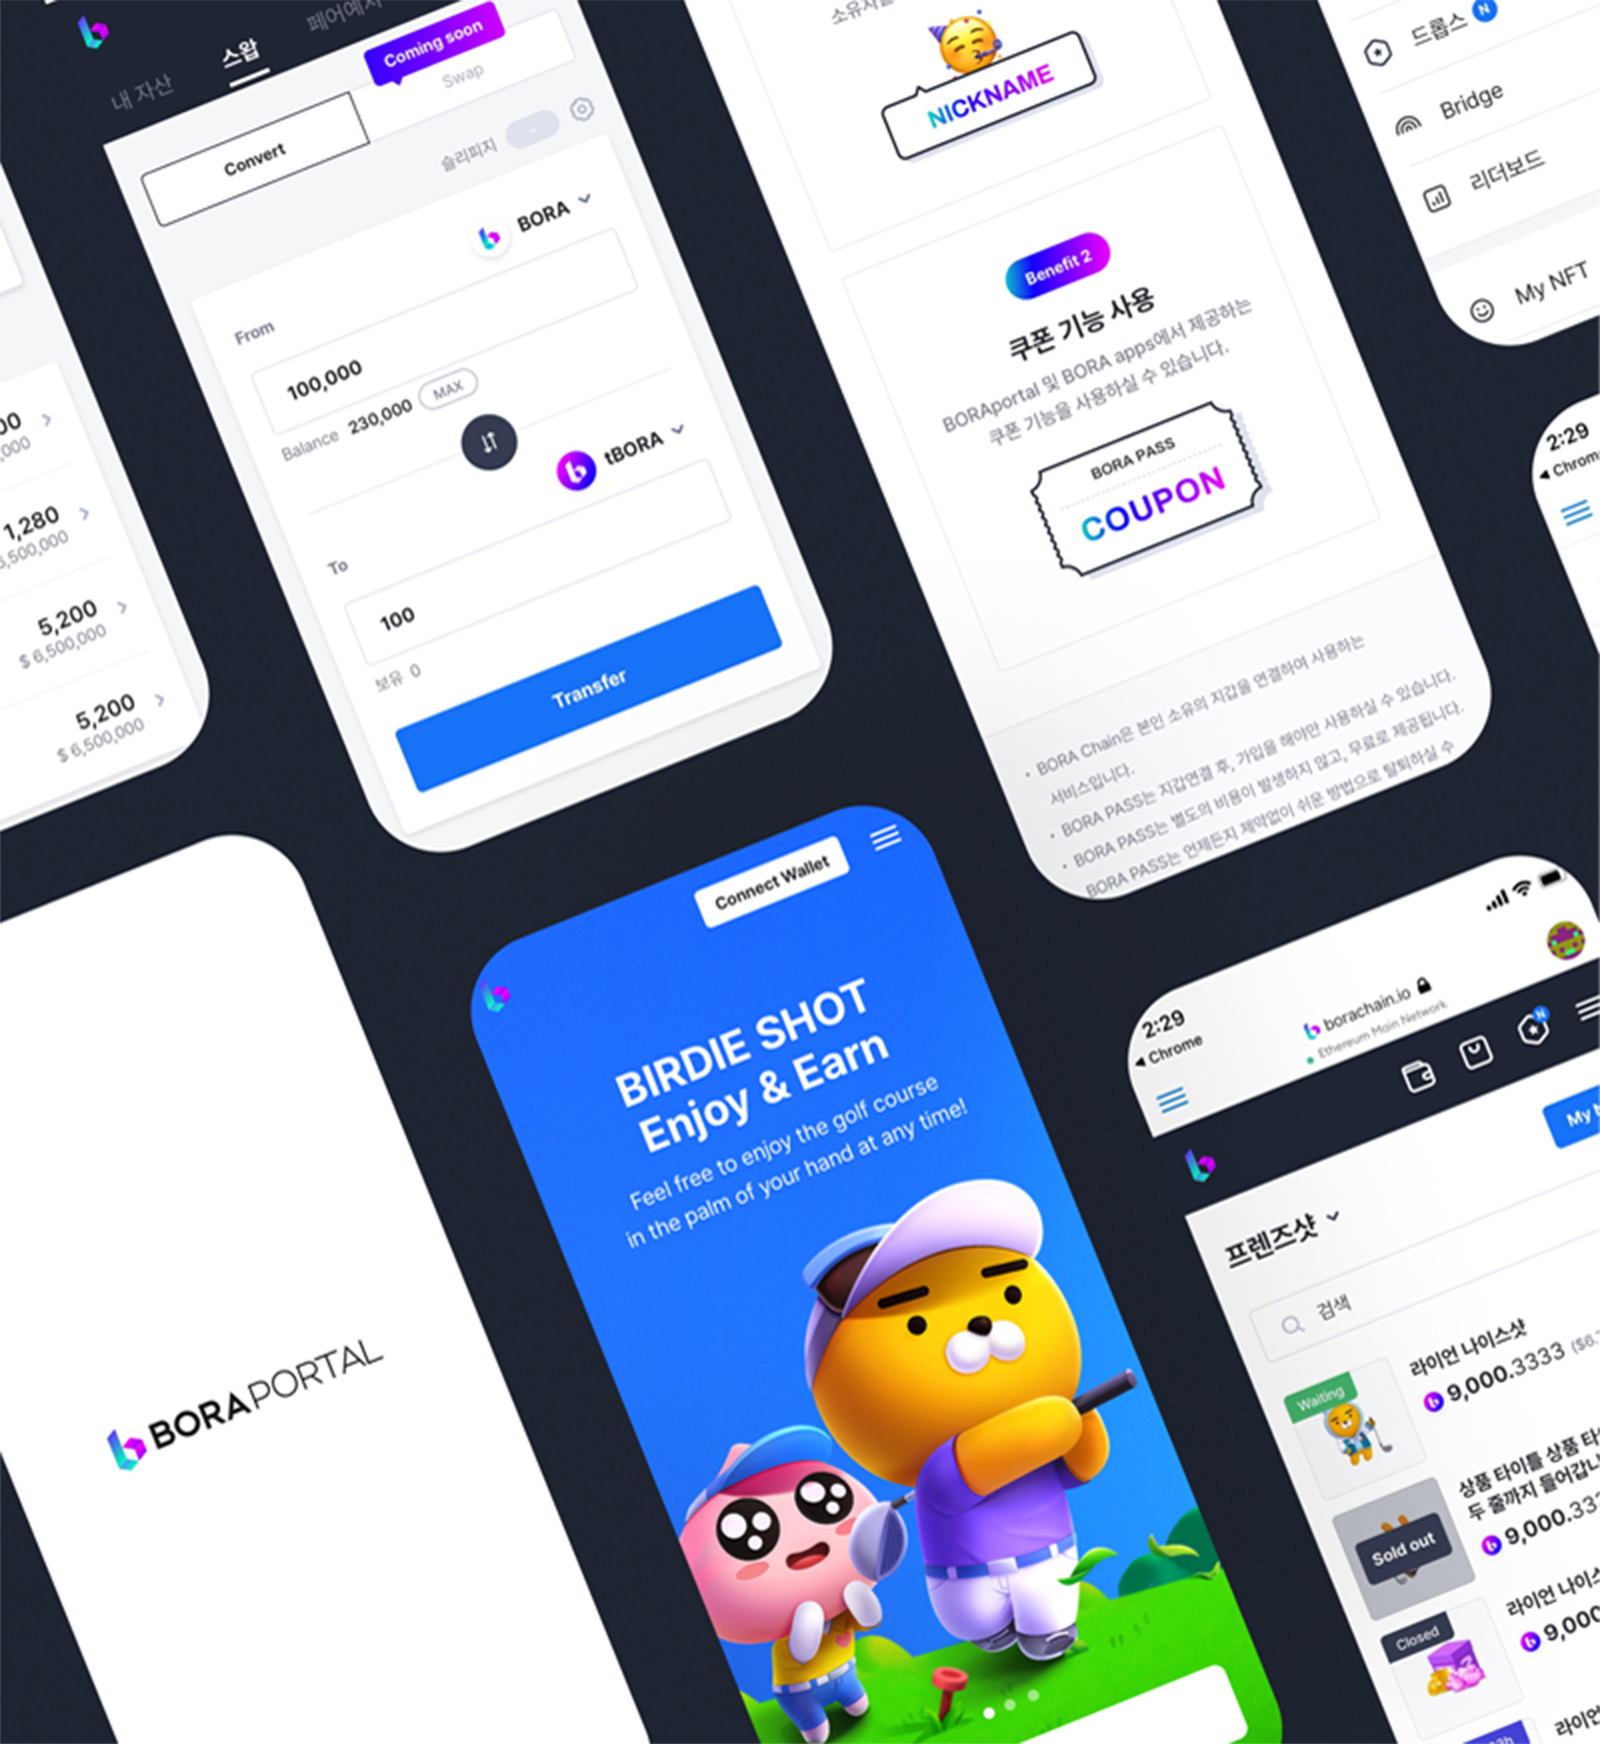 내 자산
스왑
페어예치
Coming soon
Convert
Swap
슬리피지
-
BORA
From
100,000
Balance 230,000 MAX
tBORA
To
100
보유 0
Transfer
1,280
5,200
$ 6,500,000
5,200
$ 6,500,000
NICKNAME
Benefit 2
쿠폰 기능 사용
BORAportal 및 BORA apps에서 제공하는
쿠폰 기능을 사용하실 수 있습니다.
BORA PASS
COUPON
• BORA Chain은 본인 소유의 지갑을 연결하여 사용하는
서비스입니다.
• BORA PASS는 지갑연결 후, 가입을 해야만 사용하실 수 있습니다.
• BORA PASS는 별도의 비용이 발생하지 않고, 무료로 제공됩니다.
BORA PASS는 언제든지 제약없이 쉬운 방법으로 탈퇴하실 수
드롭스 N
Bridge
리더보드
My NFT
2:29
◀ Chrome
BORAPORTAL
Connect Wallet
BIRDIE SHOT
Enjoy & Earn
Feel free to enjoy the golf course
in the palm of your hand at any time!
2:29
◀ Chrome
borachain.io
Ethereum Main Network
N
My
프렌즈샷
검색
Waiting
라이언 나이스샷
9,000.3333 ($6.
Sold out
상품 타이틀 상품 타
두 줄까지 들어갑니
9,000.33
Closed
라이언 나이스
9,000
라이언